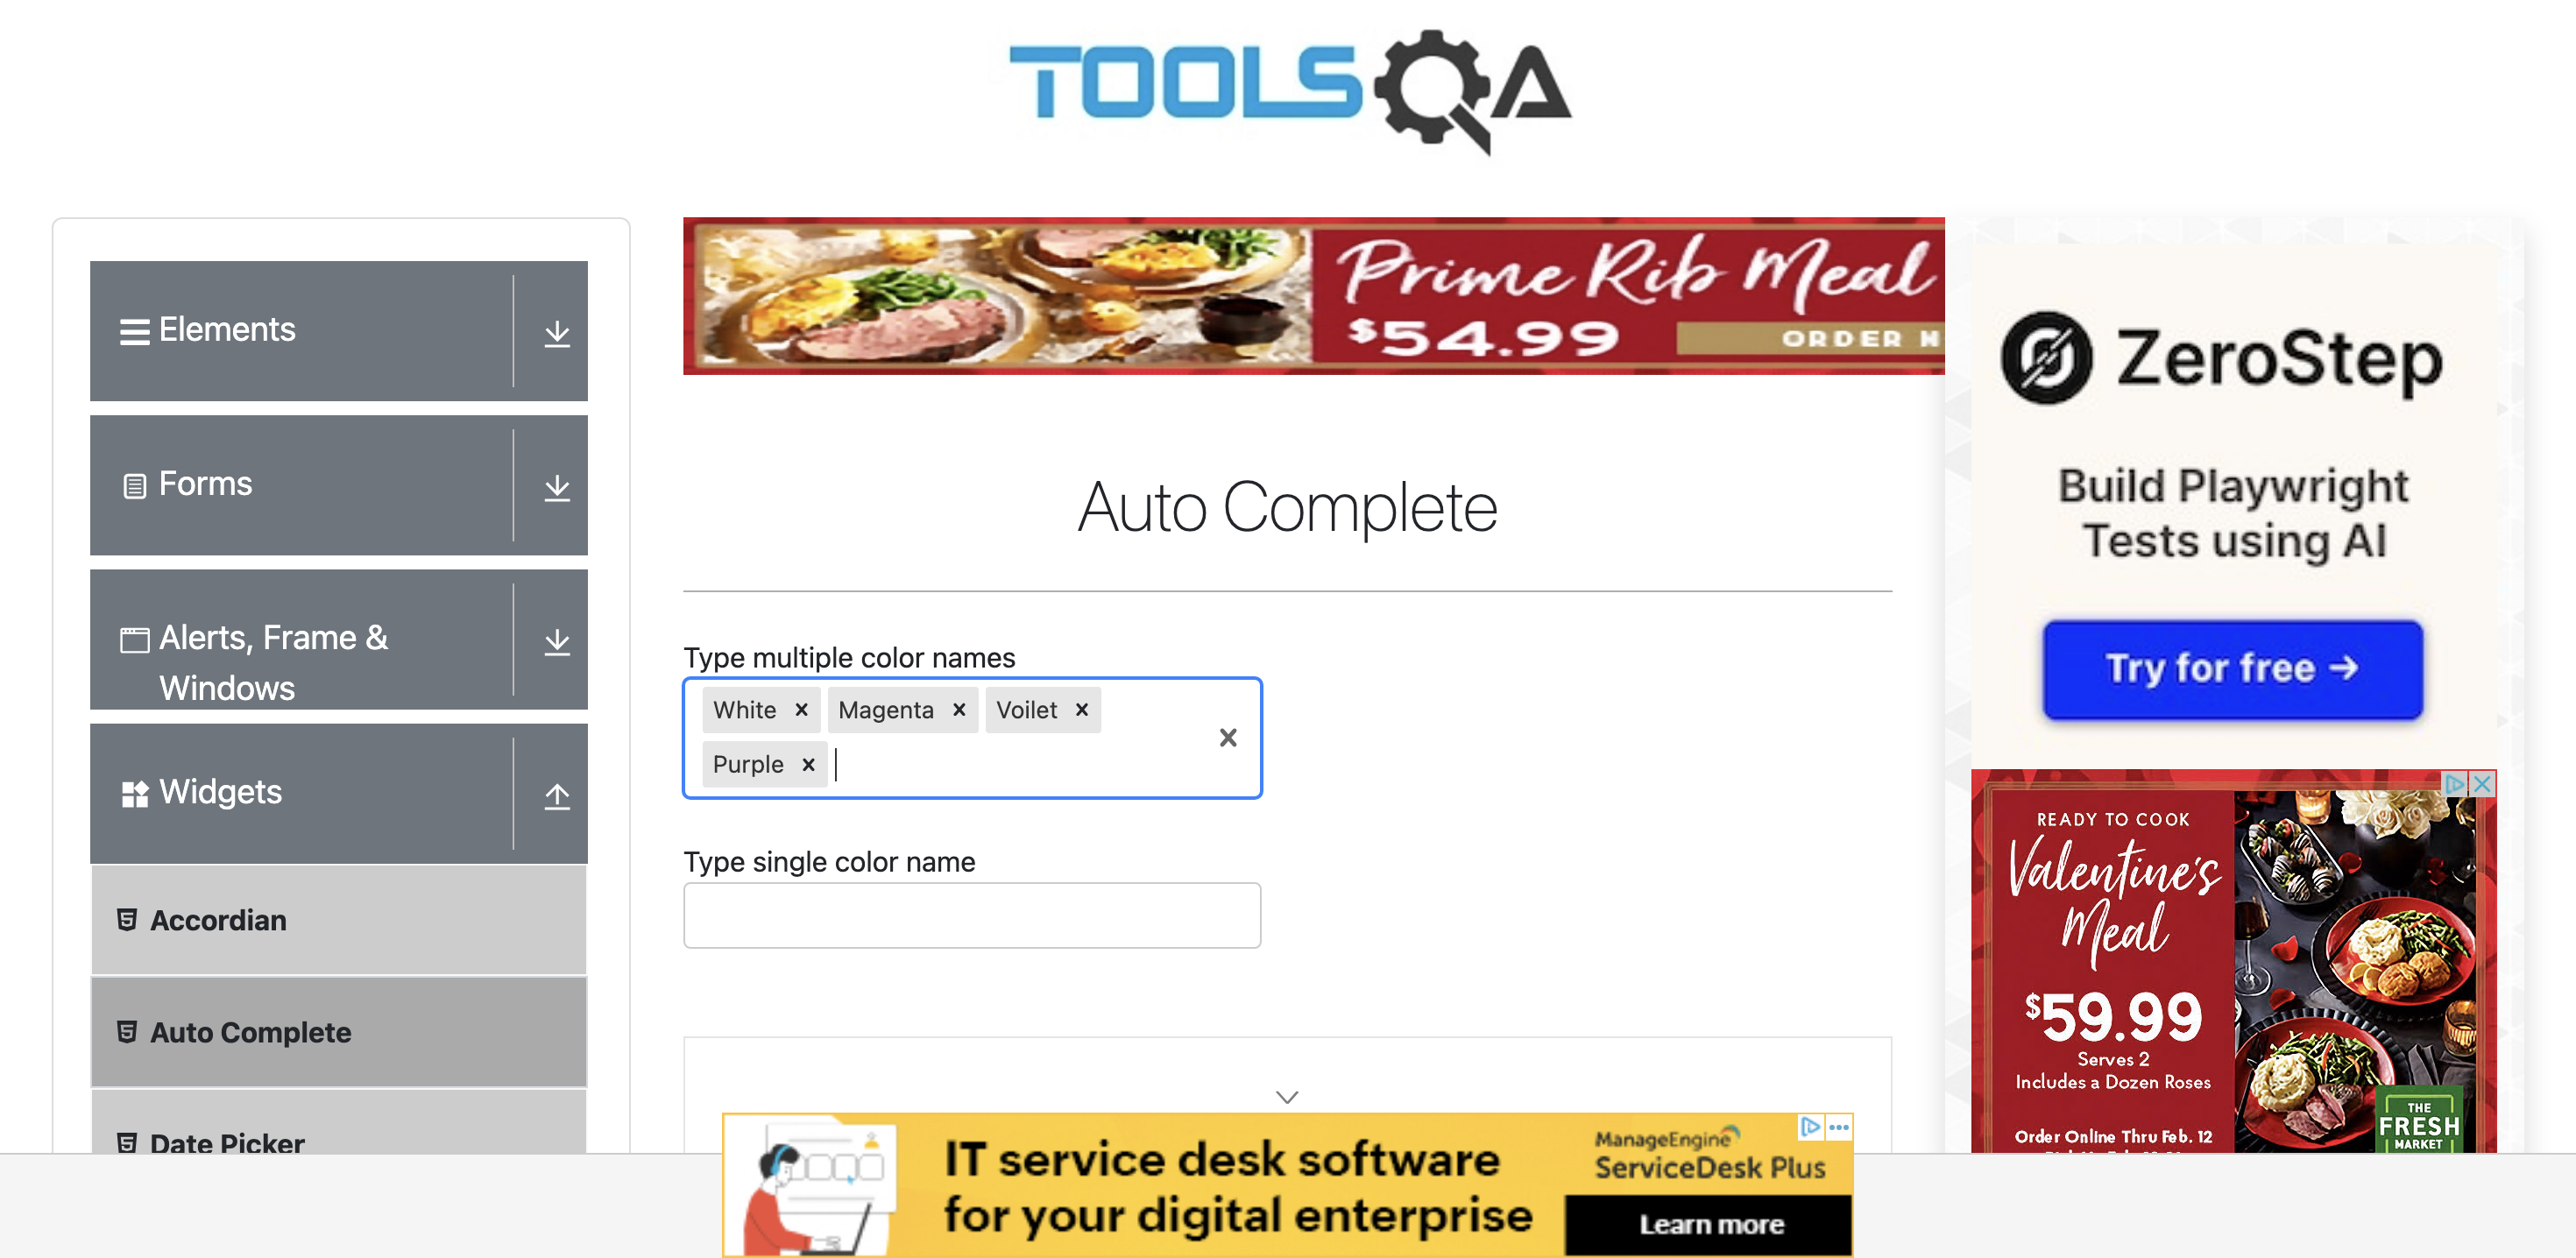 TOOLSQA
Elements
Forms
Alerts, Frame &
Windows
Widgets
Accordian
Auto Complete
Date Picker
Prime Rib Meal
$54.99
ORDER
Auto Complete
Type multiple color names
White
Magenta
Voilet
Purple
Type single color name
ZeroStep
Build Playwright
Tests using AI
Try for free →
READY TO COOK
Valentine's
Meal
$59.99
Serves 2
Includes a Dozen Roses
Order Online Thru Feb. 12
THE
FRESH
MARKET
IT service desk software
for your digital enterprise
ManageEngine
ServiceDesk Plus
Learn more